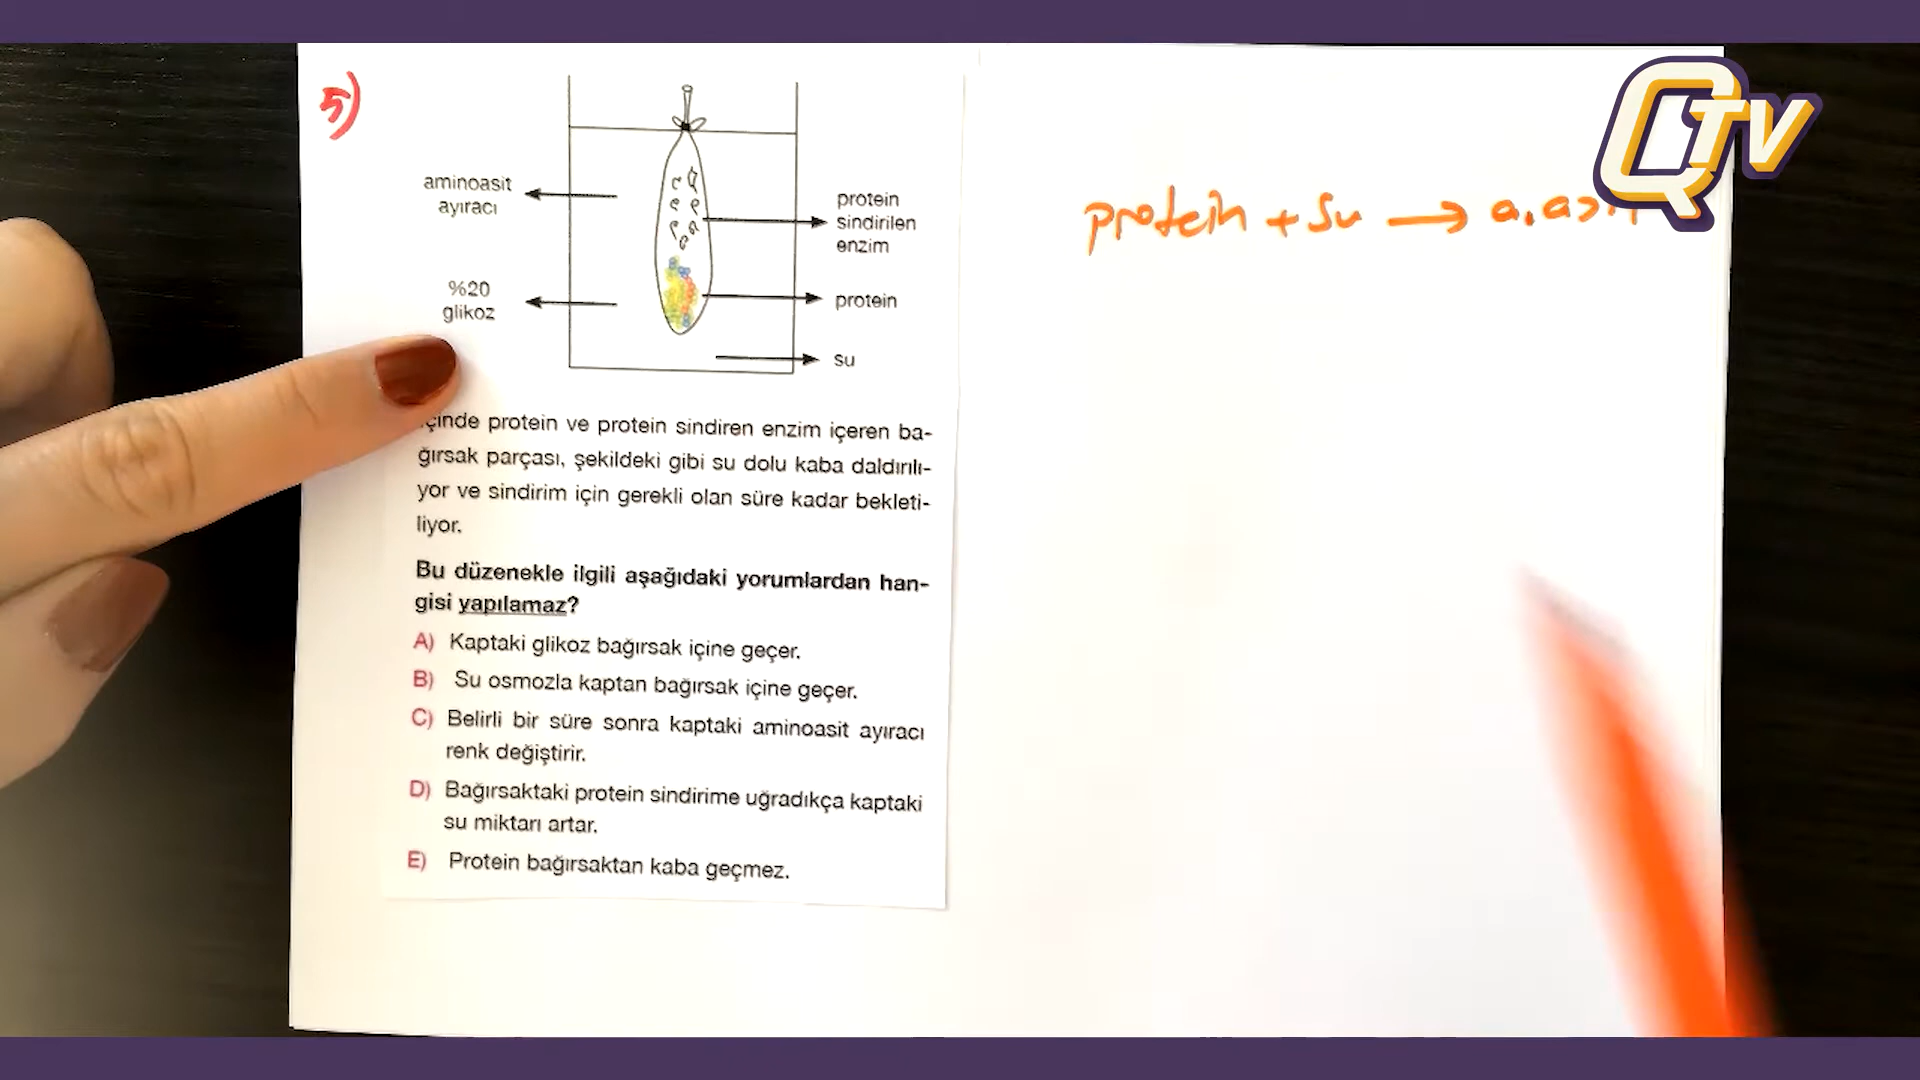 5)
QTV
aminoasit
ayıracı
protein
sindirilen
enzim
%20
glikoz
protein
su
protein + su →
içinde protein ve protein sindiren enzim içeren ba-
ğırsak parçası, şekildeki gibi su dolu kaba daldırılı-
yor ve sindirim için gerekli olan süre kadar bekleti-
liyor.
Bu düzenekle ilgili aşağıdaki yorumlardan han-
gisi yapılamaz?
A) Kaptaki glikoz bağırsak içine geçer.
B) Su osmozla kaptan bağırsak içine geçer.
C) Belirli bir süre sonra kaptaki aminoasit ayıracı
renk değiştirir.
D) Bağırsaktaki protein sindirime uğradıkça kaptaki
su miktarı artar.
E) Protein bağırsaktan kaba geçmez.